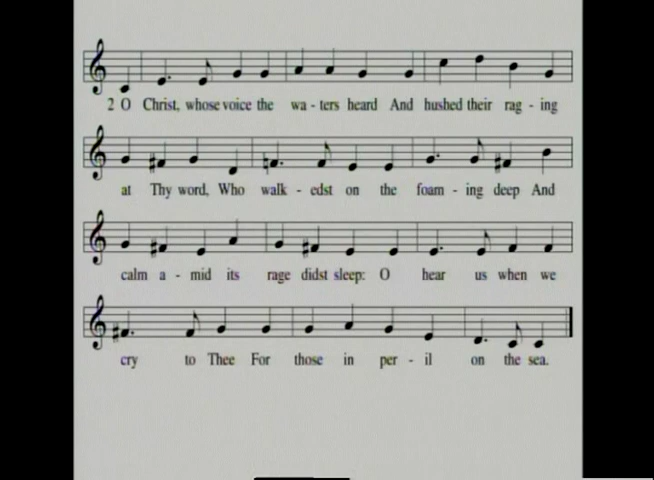 2 O Christ, whose voice the wa - ters heard And hushed their rag - ing
at Thy word, Who walk - edst on the foam - ing deep And
calm a - mid its rage didst sleep: O hear us when we
cry to Thee For those in per - il on the sea.